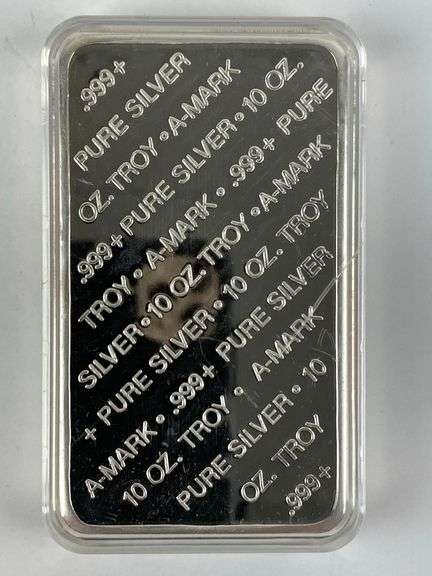 .999+
PURE SILVER
OZ. TROY • A-MARK
.999+ PURE SILVER • 10 OZ.
TROY • A-MARK • .999+ PURE
SILVER • 10 OZ. TROY • A-MARK
+ PURE SILVER • 10 OZ. TROY
A-MARK • .999+ PURE SILVER
10 OZ. TROY • A-MARK
PURE SILVER • 10
OZ. TROY
.999+